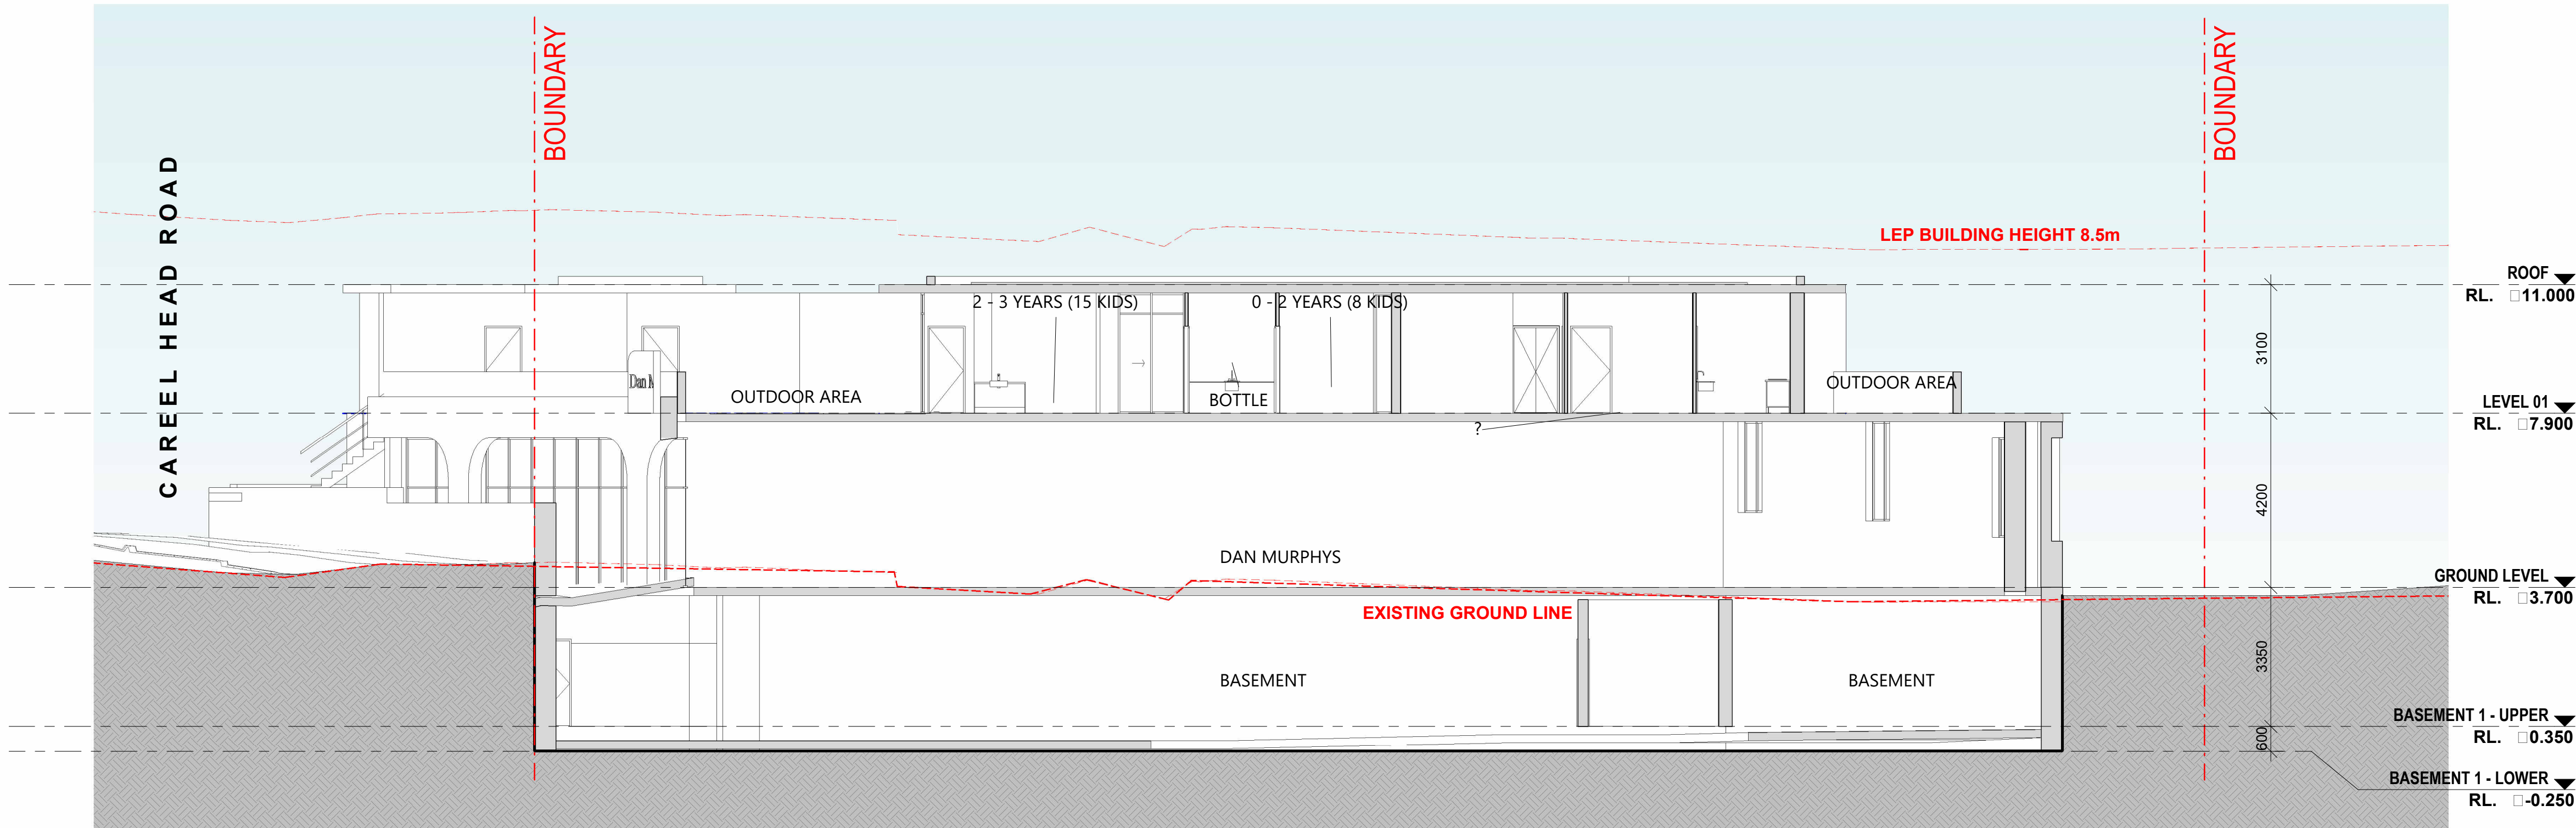 BOUNDARY
BOUNDARY
CAREEL HEAD ROAD
LEP BUILDING HEIGHT 8.5m
ROOF
RL. □11.000
2 - 3 YEARS (15 KIDS)
0 - 2 YEARS (8 KIDS)
3100
Dan M
OUTDOOR AREA
BOTTLE
OUTDOOR AREA
LEVEL 01
RL. □7.900
?
4200
DAN MURPHYS
GROUND LEVEL
RL. □3.700
EXISTING GROUND LINE
3350
BASEMENT
BASEMENT
BASEMENT 1 - UPPER
RL. □0.350
600
BASEMENT 1 - LOWER
RL. □-0.250